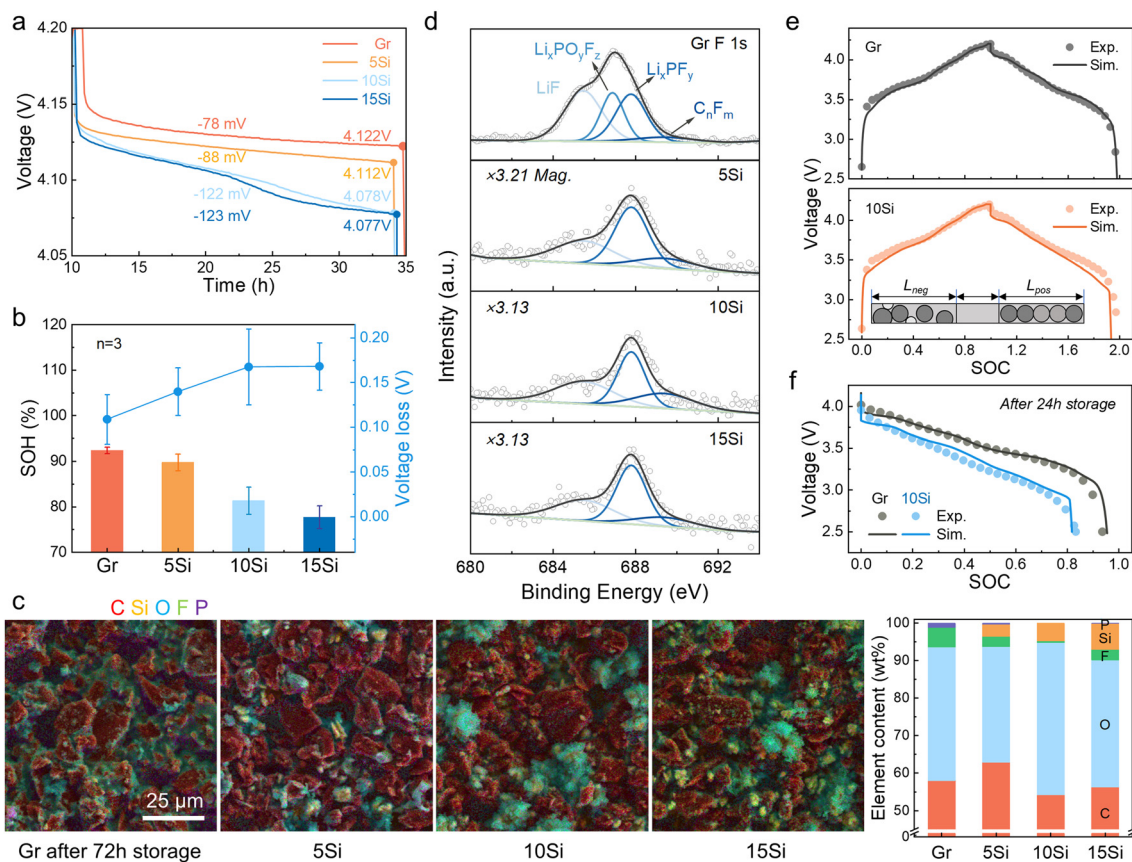 a
Voltage (V)
4.20
4.15
4.10
4.05
Gr
5Si
10Si
15Si
-78 mV
4.122V
-88 mV
4.112V
-122 mV
4.078V
-123 mV
4.077V
10 15 20 25 30 35
Time (h)
b
n=3
SOH (%)
120
110
100
90
80
70
Voltage loss (V)
0.20
0.15
0.10
0.05
0.00
Gr 5Si 10Si 15Si
d
Gr F 1s
LiₓPOᵧF_z
LiₓPFᵧ
LiF
CₙFₘ
×3.21 Mag.
5Si
×3.13
10Si
×3.13
15Si
Intensity (a.u.)
680 684 688 692
Binding Energy (eV)
e
Gr
Exp.
Sim.
4.0
3.5
3.0
2.5
10Si
Exp.
Sim.
Voltage (V)
4.0
3.5
3.0
2.5
L_neg
L_pos
0.0 0.4 0.8 1.2 1.6 2.0
SOC
f
After 24h storage
Voltage (V)
4.0
3.5
3.0
2.5
Gr 10Si
Exp.
Sim.
0.0 0.2 0.4 0.6 0.8 1.0
SOC
c
C Si O F P
25 μm
Gr after 72h storage
5Si
10Si
15Si
Element content (wt%)
100
90
80
70
60
50
0
P
Si
F
O
C
Gr 5Si 10Si 15Si